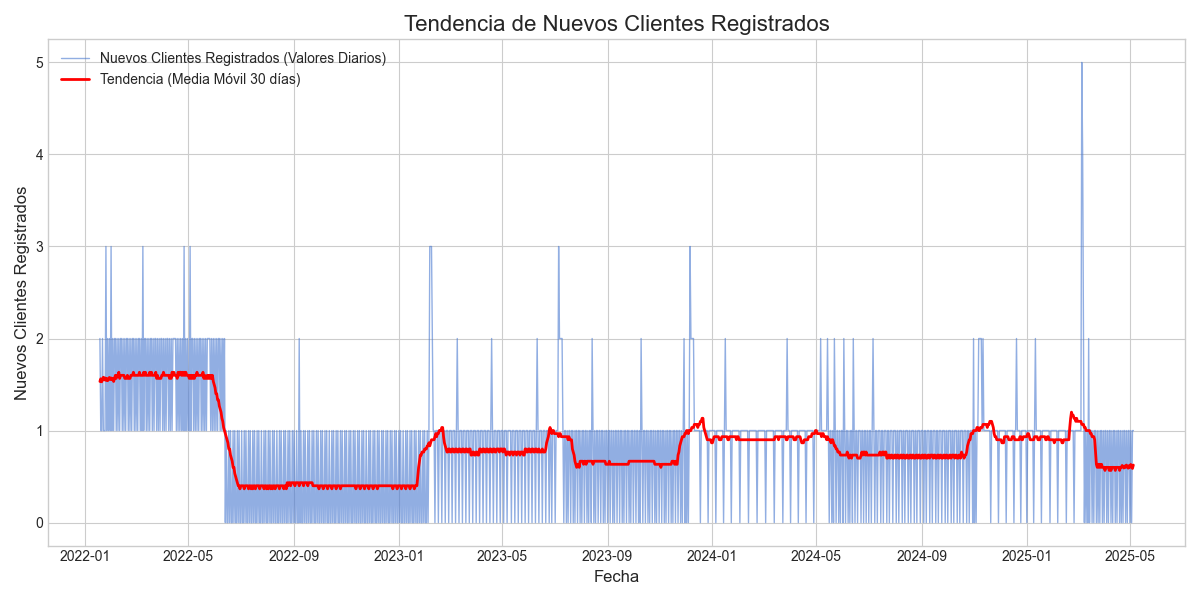 Tendencia de Nuevos Clientes Registrados
Nuevos Clientes Registrados (Valores Diarios)
Tendencia (Media Móvil 30 días)
Nuevos Clientes Registrados
5
4
3
2
1
0
2022-01 2022-05 2022-09 2023-01 2023-05 2023-09 2024-01 2024-05 2024-09 2025-01 2025-05
Fecha